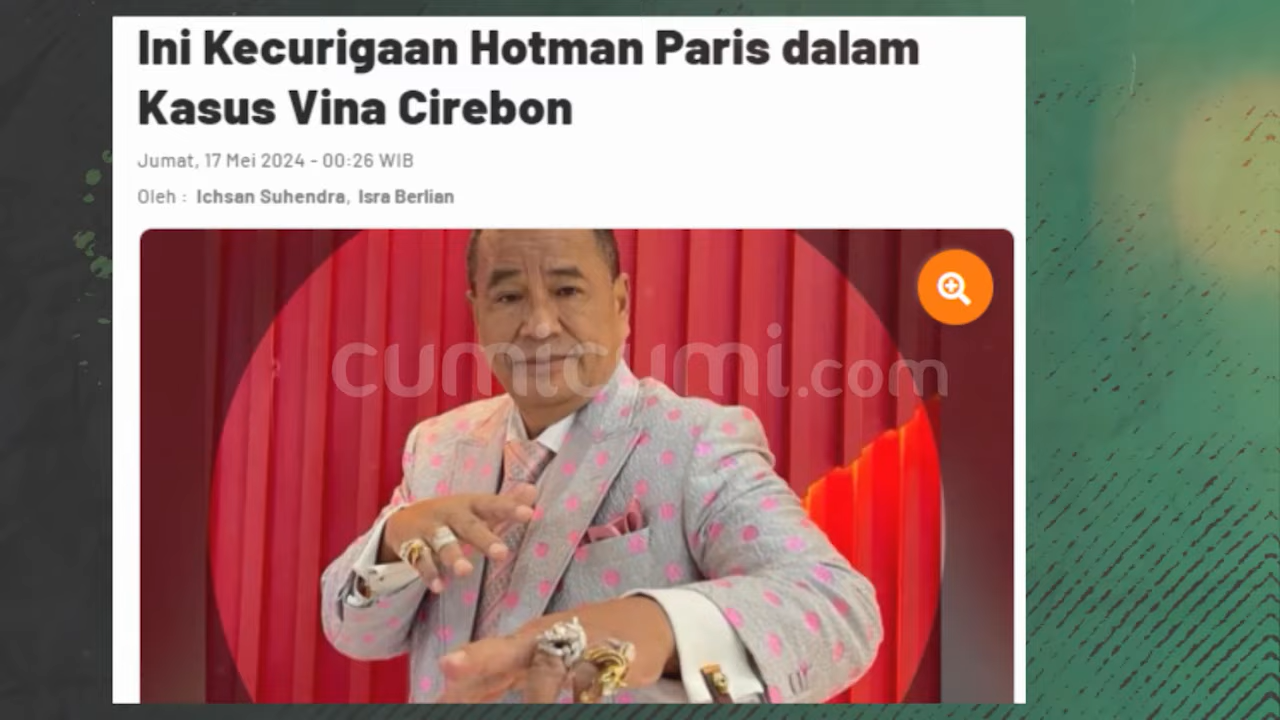 Ini Kecurigaan Hotman Paris dalam
Kasus Vina Cirebon
Jumat, 17 Mei 2024 - 00:26 WIB
Oleh : Ichsan Suhendra, Isra Berlian
cumicumi.com